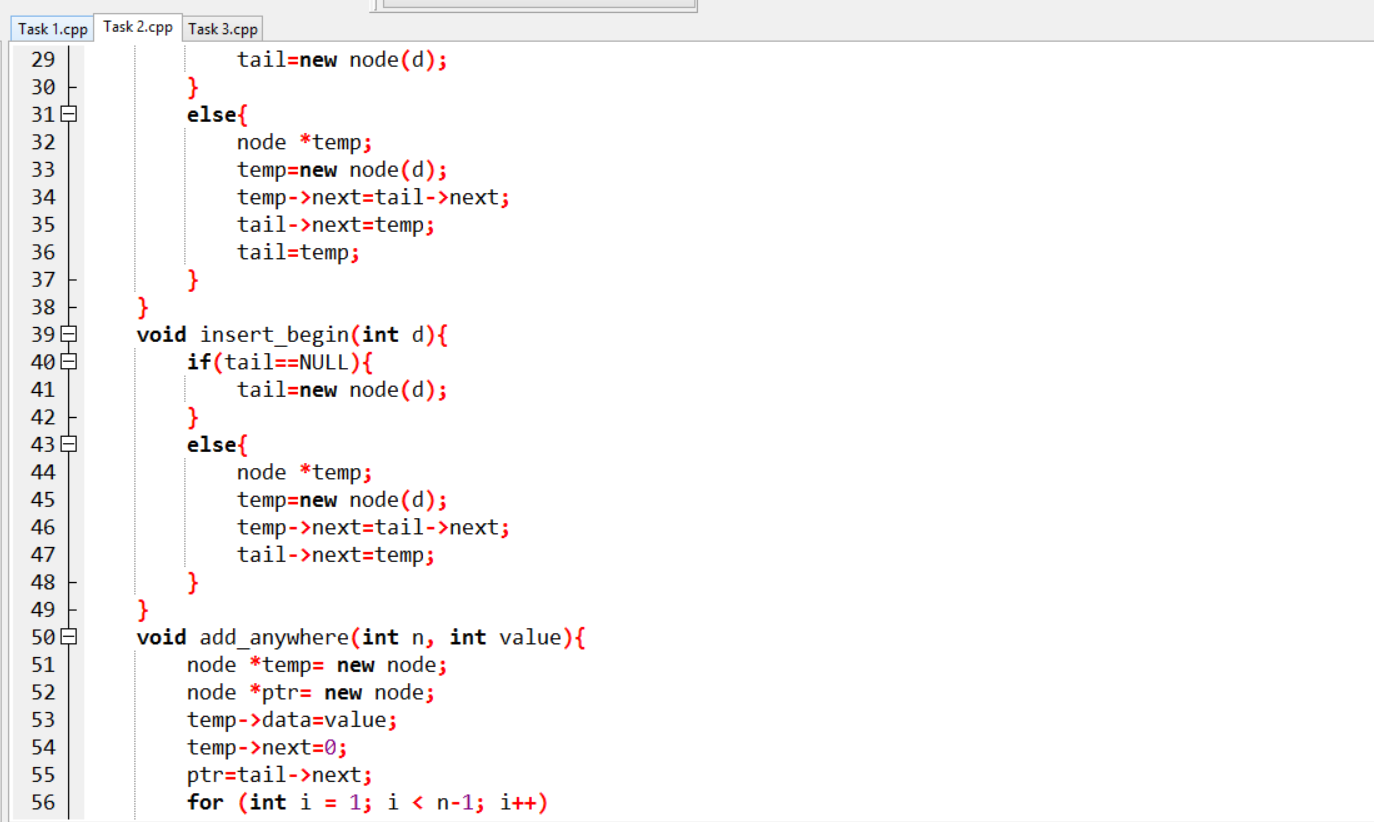 Task 1.cpp Task 2.cpp Task 3.cpp
29 tail=new node(d);
30 }
31 else{
32 node *temp;
33 temp=new node(d);
34 temp->next=tail->next;
35 tail->next=temp;
36 tail=temp;
37 }
38 }
39 void insert_begin(int d){
40 if(tail==NULL){
41 tail=new node(d);
42 }
43 else{
44 node *temp;
45 temp=new node(d);
46 temp->next=tail->next;
47 tail->next=temp;
48 }
49 }
50 void add_anywhere(int n, int value){
51 node *temp= new node;
52 node *ptr= new node;
53 temp->data=value;
54 temp->next=0;
55 ptr=tail->next;
56 for (int i = 1; i < n-1; i++)